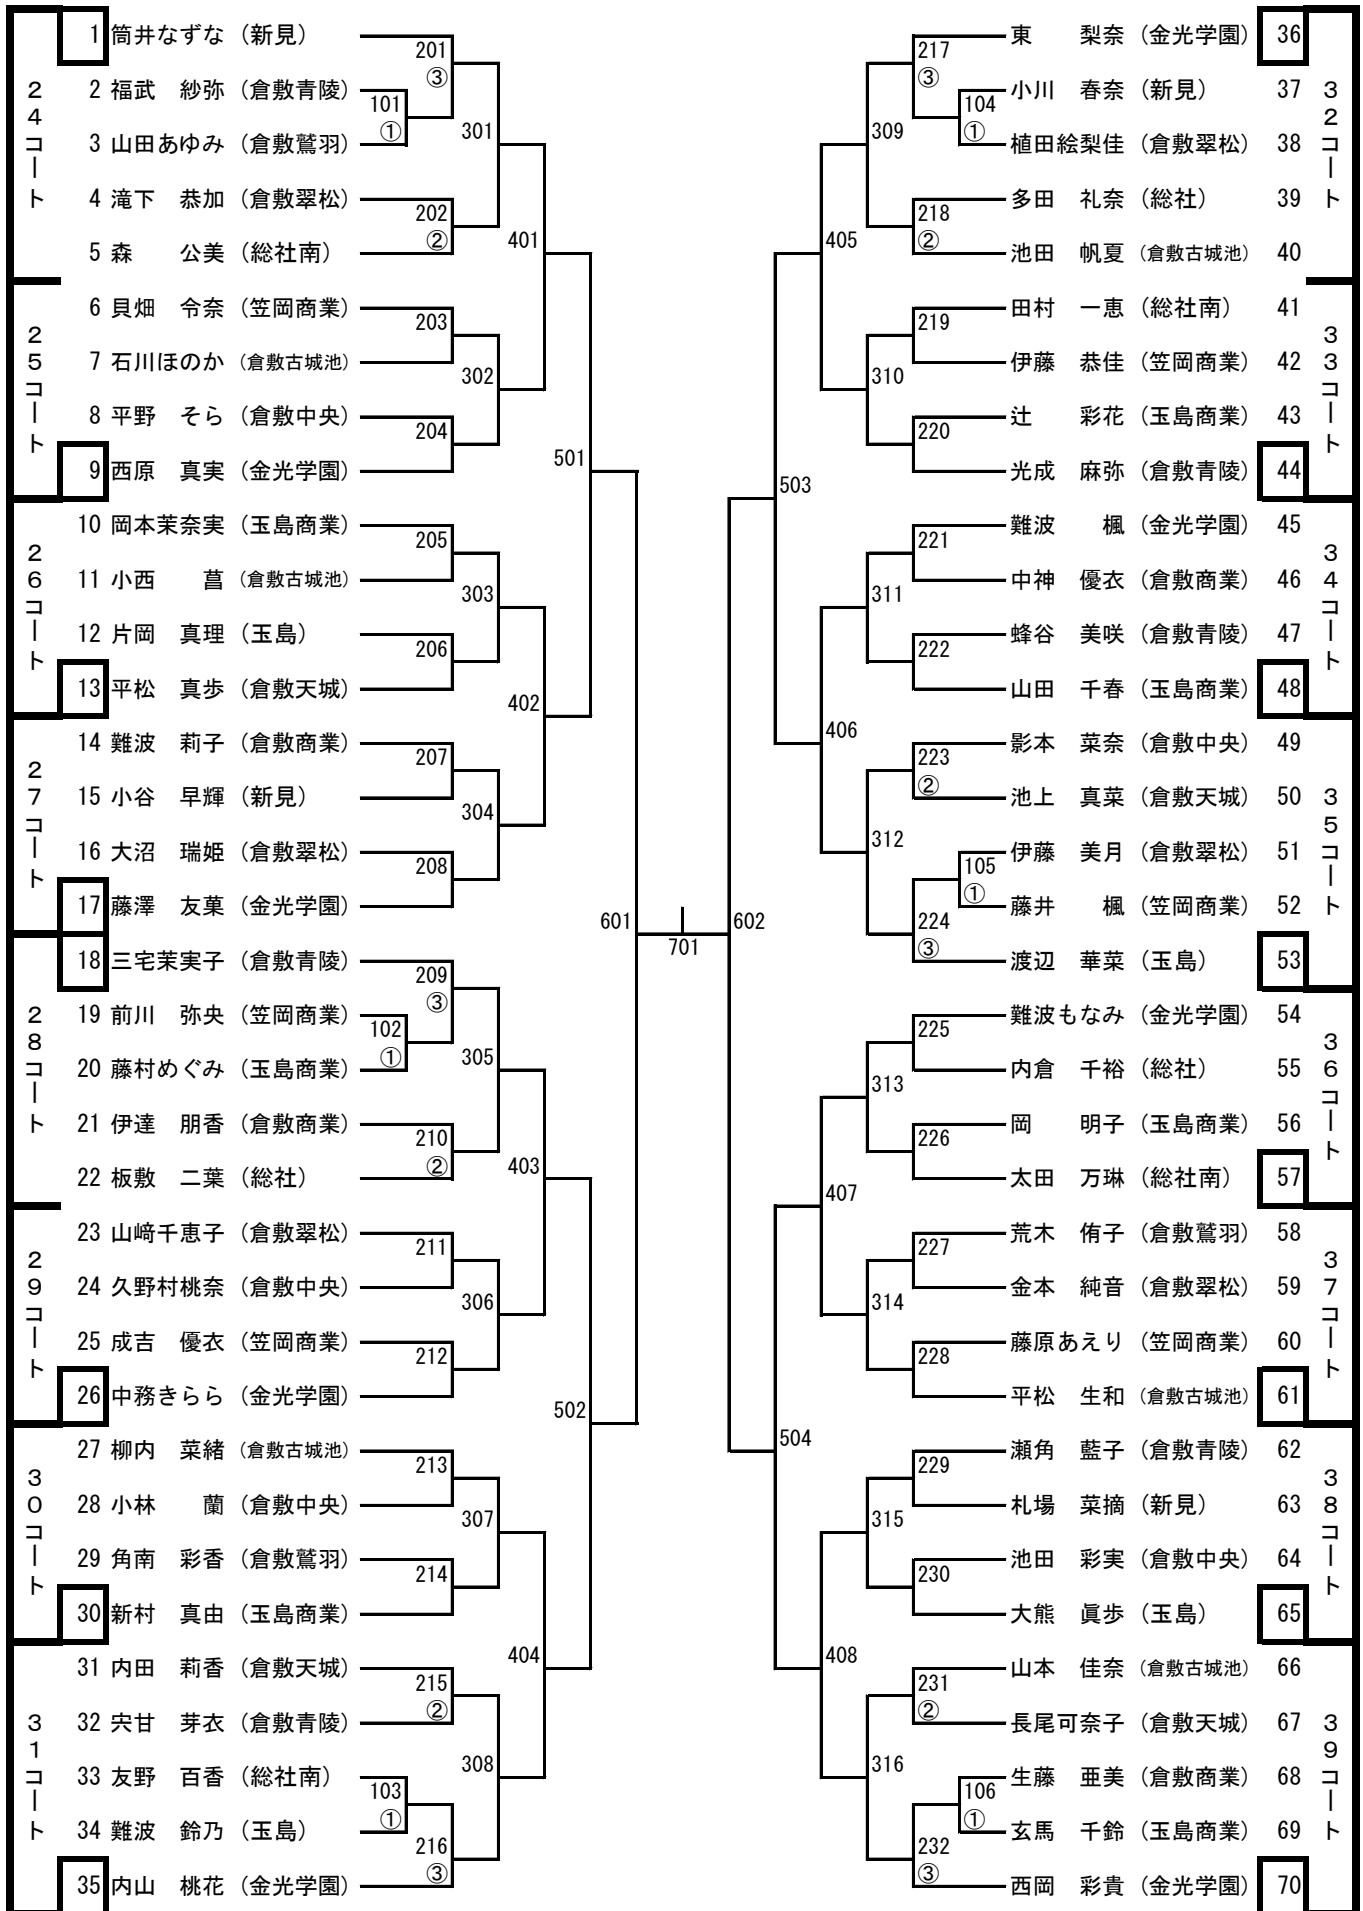 24コート
1 筒井なずな (新見)
2 福武 紗弥 (倉敷青陵)
3 山田あゆみ (倉敷鷲羽)
4 滝下 恭加 (倉敷翠松)
5 森 公美 (総社南)
201
③
101
①
202
②
301
25コート
6 貝畑 令奈 (笠岡商業)
7 石川ほのか (倉敷古城池)
8 平野 そら (倉敷中央)
9 西原 真実 (金光学園)
203
204
302
401
26コート
10 岡本茉奈実 (玉島商業)
11 小西 菖 (倉敷古城池)
12 片岡 真理 (玉島)
13 平松 真歩 (倉敷天城)
205
206
303
27コート
14 難波 莉子 (倉敷商業)
15 小谷 早輝 (新見)
16 大沼 瑞姫 (倉敷翠松)
17 藤澤 友菓 (金光学園)
207
208
304
402
501
28コート
18 三宅茉実子 (倉敷青陵)
19 前川 弥央 (笠岡商業)
20 藤村めぐみ (玉島商業)
21 伊達 朋香 (倉敷商業)
22 板敷 二葉 (総社)
209
③
102
①
210
②
305
29コート
23 山﨑千恵子 (倉敷翠松)
24 久野村桃奈 (倉敷中央)
25 成吉 優衣 (笠岡商業)
26 中務きらら (金光学園)
211
212
306
403
30コート
27 柳内 菜緒 (倉敷古城池)
28 小林 蘭 (倉敷中央)
29 角南 彩香 (倉敷鷲羽)
30 新村 真由 (玉島商業)
213
214
307
31コート
31 内田 莉香 (倉敷天城)
32 宍甘 芽衣 (倉敷青陵)
33 友野 百香 (総社南)
34 難波 鈴乃 (玉島)
35 内山 桃花 (金光学園)
215
②
103
①
216
③
308
404
502
601
701
602
32コート
東 梨奈 (金光学園) 36
小川 春奈 (新見) 37
植田絵梨佳 (倉敷翠松) 38
多田 礼奈 (総社) 39
池田 帆夏 (倉敷古城池) 40
217
③
104
①
218
②
309
33コート
田村 一恵 (総社南) 41
伊藤 恭佳 (笠岡商業) 42
辻 彩花 (玉島商業) 43
光成 麻弥 (倉敷青陵) 44
219
220
310
405
34コート
難波 楓 (金光学園) 45
中神 優衣 (倉敷商業) 46
蜂谷 美咲 (倉敷青陵) 47
山田 千春 (玉島商業) 48
221
222
311
35コート
影本 菜奈 (倉敷中央) 49
池上 真菜 (倉敷天城) 50
伊藤 美月 (倉敷翠松) 51
藤井 楓 (笠岡商業) 52
渡辺 華菜 (玉島) 53
223
②
105
①
224
③
312
406
503
36コート
難波もなみ (金光学園) 54
内倉 千裕 (総社) 55
岡 明子 (玉島商業) 56
太田 万琳 (総社南) 57
225
226
313
37コート
荒木 侑子 (倉敷鷲羽) 58
金本 純音 (倉敷翠松) 59
藤原あえり (笠岡商業) 60
平松 生和 (倉敷古城池) 61
227
228
314
407
38コート
瀬角 藍子 (倉敷青陵) 62
札場 菜摘 (新見) 63
池田 彩実 (倉敷中央) 64
大熊 眞歩 (玉島) 65
229
230
315
39コート
山本 佳奈 (倉敷古城池) 66
長尾可奈子 (倉敷天城) 67
生藤 亜美 (倉敷商業) 68
玄馬 千鈴 (玉島商業) 69
西岡 彩貴 (金光学園) 70
231
②
106
①
232
③
316
408
504